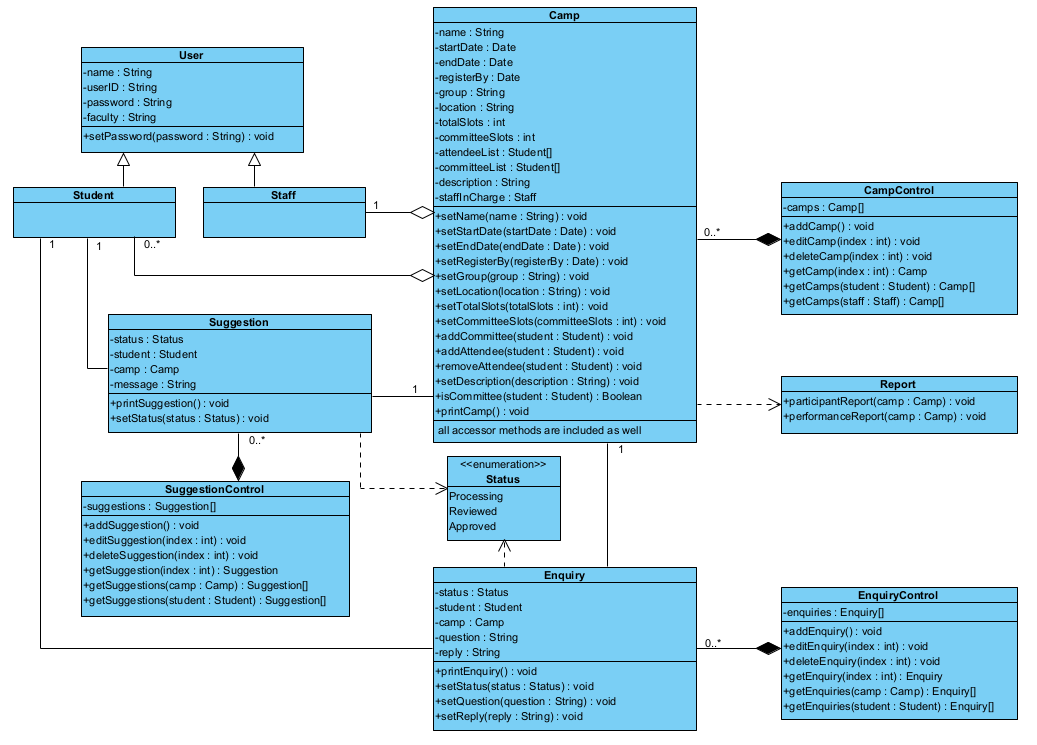 Camp
-name : String
-startDate : Date
-endDate : Date
-registerBy : Date
-group : String
-location : String
-totalSlots : int
-committeeSlots : int
-attendeeList : Student[]
-committeeList : Student[]
-description : String
-staffInCharge : Staff
+setName(name : String) : void
+setStartDate(startDate : Date) : void
+setEndDate(endDate : Date) : void
+setRegisterBy(registerBy : Date) : void
+setGroup(group : String) : void
+setLocation(location : String) : void
+setTotalSlots(totalSlots : int) : void
+setCommitteeSlots(committeeSlots : int) : void
+addCommittee(student : Student) : void
+addAttendee(student : Student) : void
+removeAttendee(student : Student) : void
+setDescription(description : String) : void
+isCommittee(student : Student) : Boolean
+printCamp() : void
all accessor methods are included as well
User
-name : String
-userID : String
-password : String
-faculty : String
+setPassword(password : String) : void
Student
Staff
1
1
1
0..*
CampControl
-camps : Camp[]
+addCamp() : void
+editCamp(index : int) : void
+deleteCamp(index : int) : void
+getCamp(index : int) : Camp
+getCamps(student : Student) : Camp[]
+getCamps(staff : Staff) : Camp[]
0..*
Suggestion
-status : Status
-student : Student
-camp : Camp
-message : String
+printSuggestion() : void
+setStatus(status : Status) : void
1
0..*
Report
+participantReport(camp : Camp) : void
+performanceReport(camp : Camp) : void
1
<<enumeration>>
Status
Processing
Reviewed
Approved
SuggestionControl
-suggestions : Suggestion[]
+addSuggestion() : void
+editSuggestion(index : int) : void
+deleteSuggestion(index : int) : void
+getSuggestion(index : int) : Suggestion
+getSuggestions(camp : Camp) : Suggestion[]
+getSuggestions(student : Student) : Suggestion[]
Enquiry
-status : Status
-student : Student
-camp : Camp
-question : String
-reply : String
+printEnquiry() : void
+setStatus(status : Status) : void
+setQuestion(question : String) : void
+setReply(reply : String) : void
0..*
EnquiryControl
-enquiries : Enquiry[]
+addEnquiry() : void
+editEnquiry(index : int) : void
+deleteEnquiry(index : int) : void
+getEnquiry(index : int) : Enquiry
+getEnquiries(camp : Camp) : Enquiry[]
+getEnquiries(student : Student) : Enquiry[]